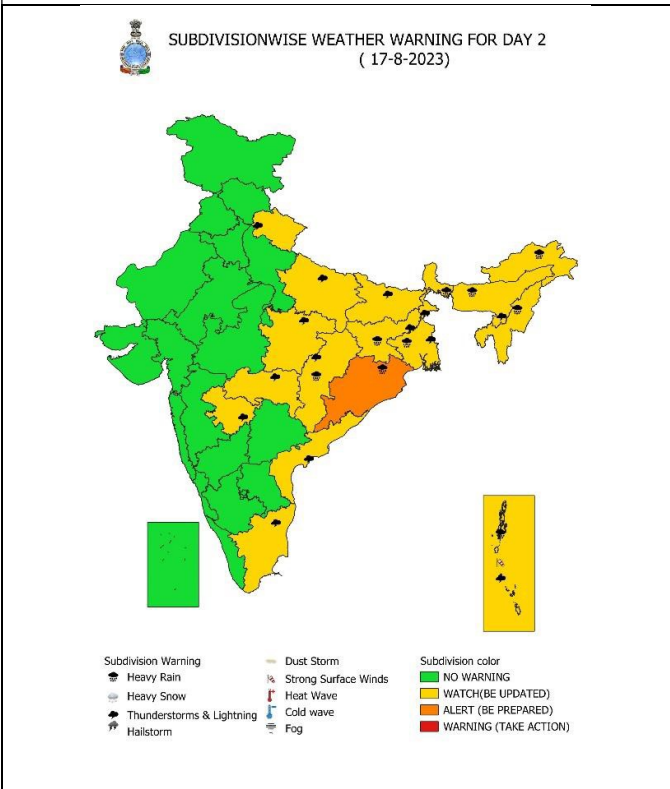 SUBDIVISIONWISE WEATHER WARNING FOR DAY 2
( 17-8-2023)
Subdivision Warning
Heavy Rain
Heavy Snow
Thunderstorms & Lightning
Hailstorm
Dust Storm
Strong Surface Winds
Heat Wave
Cold wave
Fog
Subdivision color
NO WARNING
WATCH(BE UPDATED)
ALERT (BE PREPARED)
WARNING (TAKE ACTION)